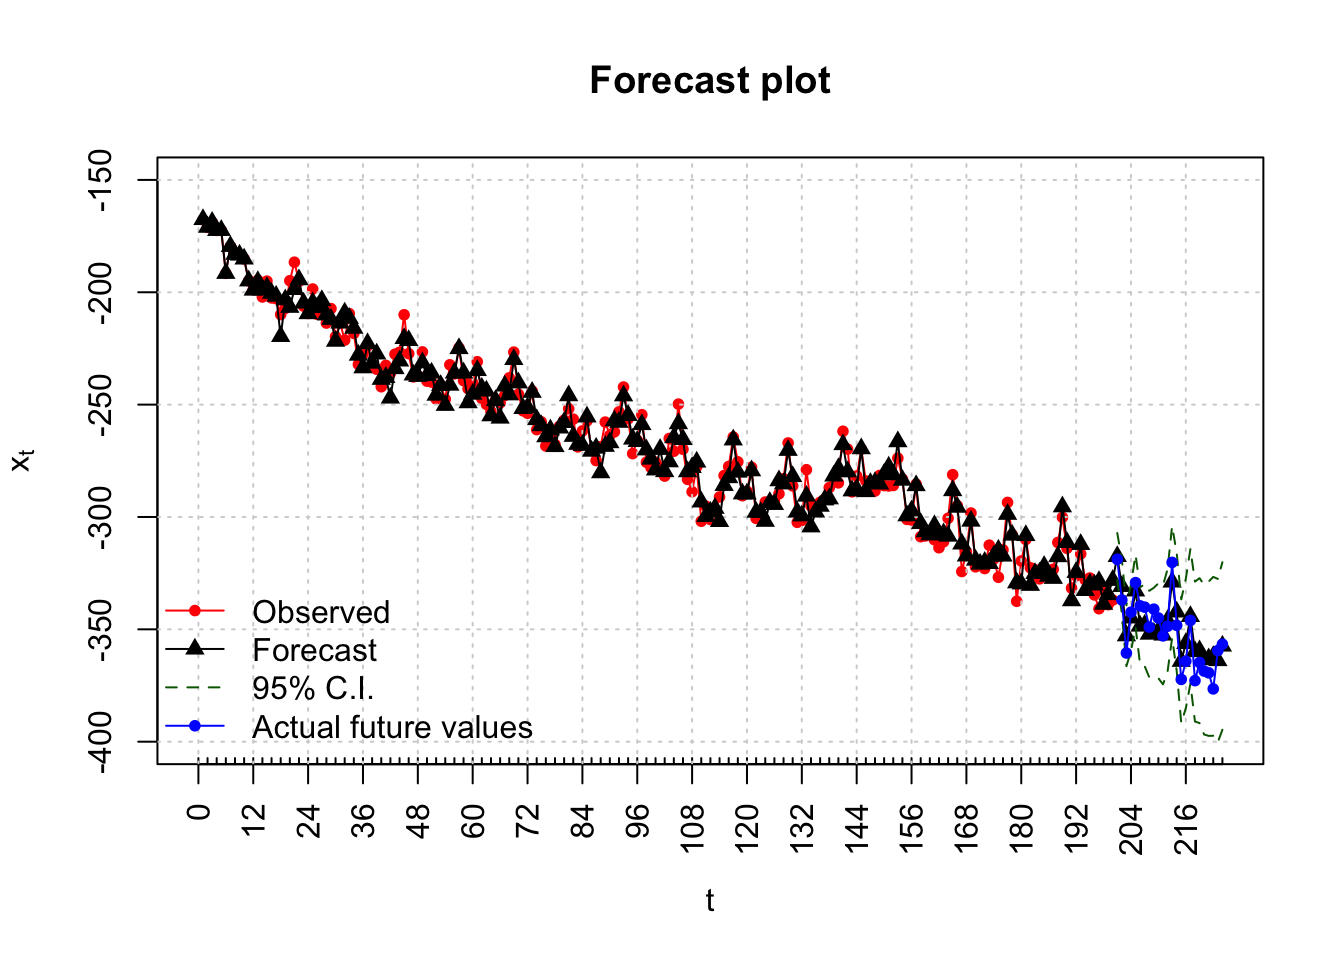 Forecast plot
-150
-200
-250
-300
-350
-400
xt
Observed
Forecast
95% C.I.
Actual future values
0 12 24 36 48 60 72 84 96 108 120 132 144 156 168 180 192 204 216
t